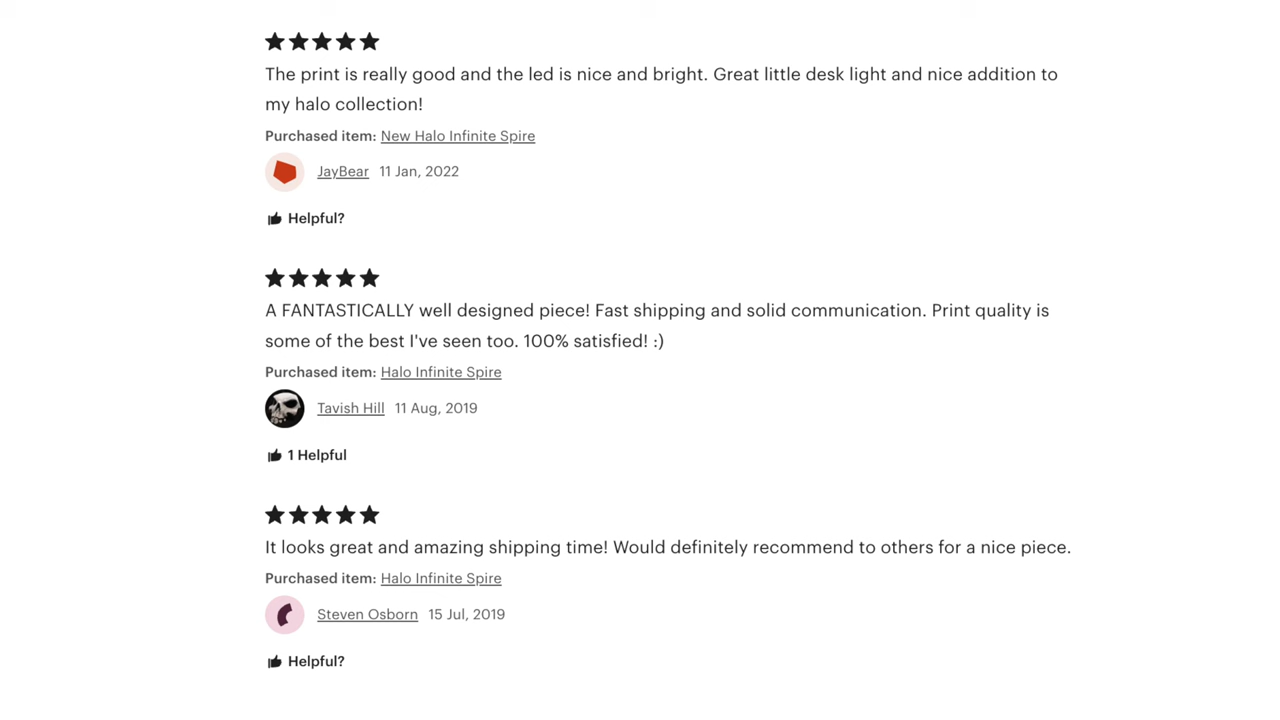 The print is really good and the led is nice and bright. Great little desk light and nice addition to
my halo collection!
Purchased item: New Halo Infinite Spire
JayBear 11 Jan, 2022
Helpful?
A FANTASTICALLY well designed piece! Fast shipping and solid communication. Print quality is
some of the best I've seen too. 100% satisfied! :)
Purchased item: Halo Infinite Spire
Tavish Hill 11 Aug, 2019
1 Helpful
It looks great and amazing shipping time! Would definitely recommend to others for a nice piece.
Purchased item: Halo Infinite Spire
Steven Osborn 15 Jul, 2019
Helpful?